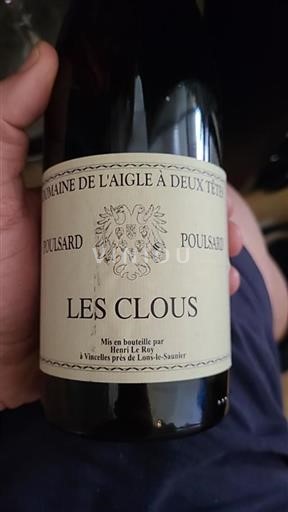 DOMAINE DE L'AIGLE À DEUX TÊTES
POULSARD POULSARD
VINIOU
LES CLOUS
Mis en bouteille par
Henri Le Roy
à Vincelles près de Lons-le-Saunier